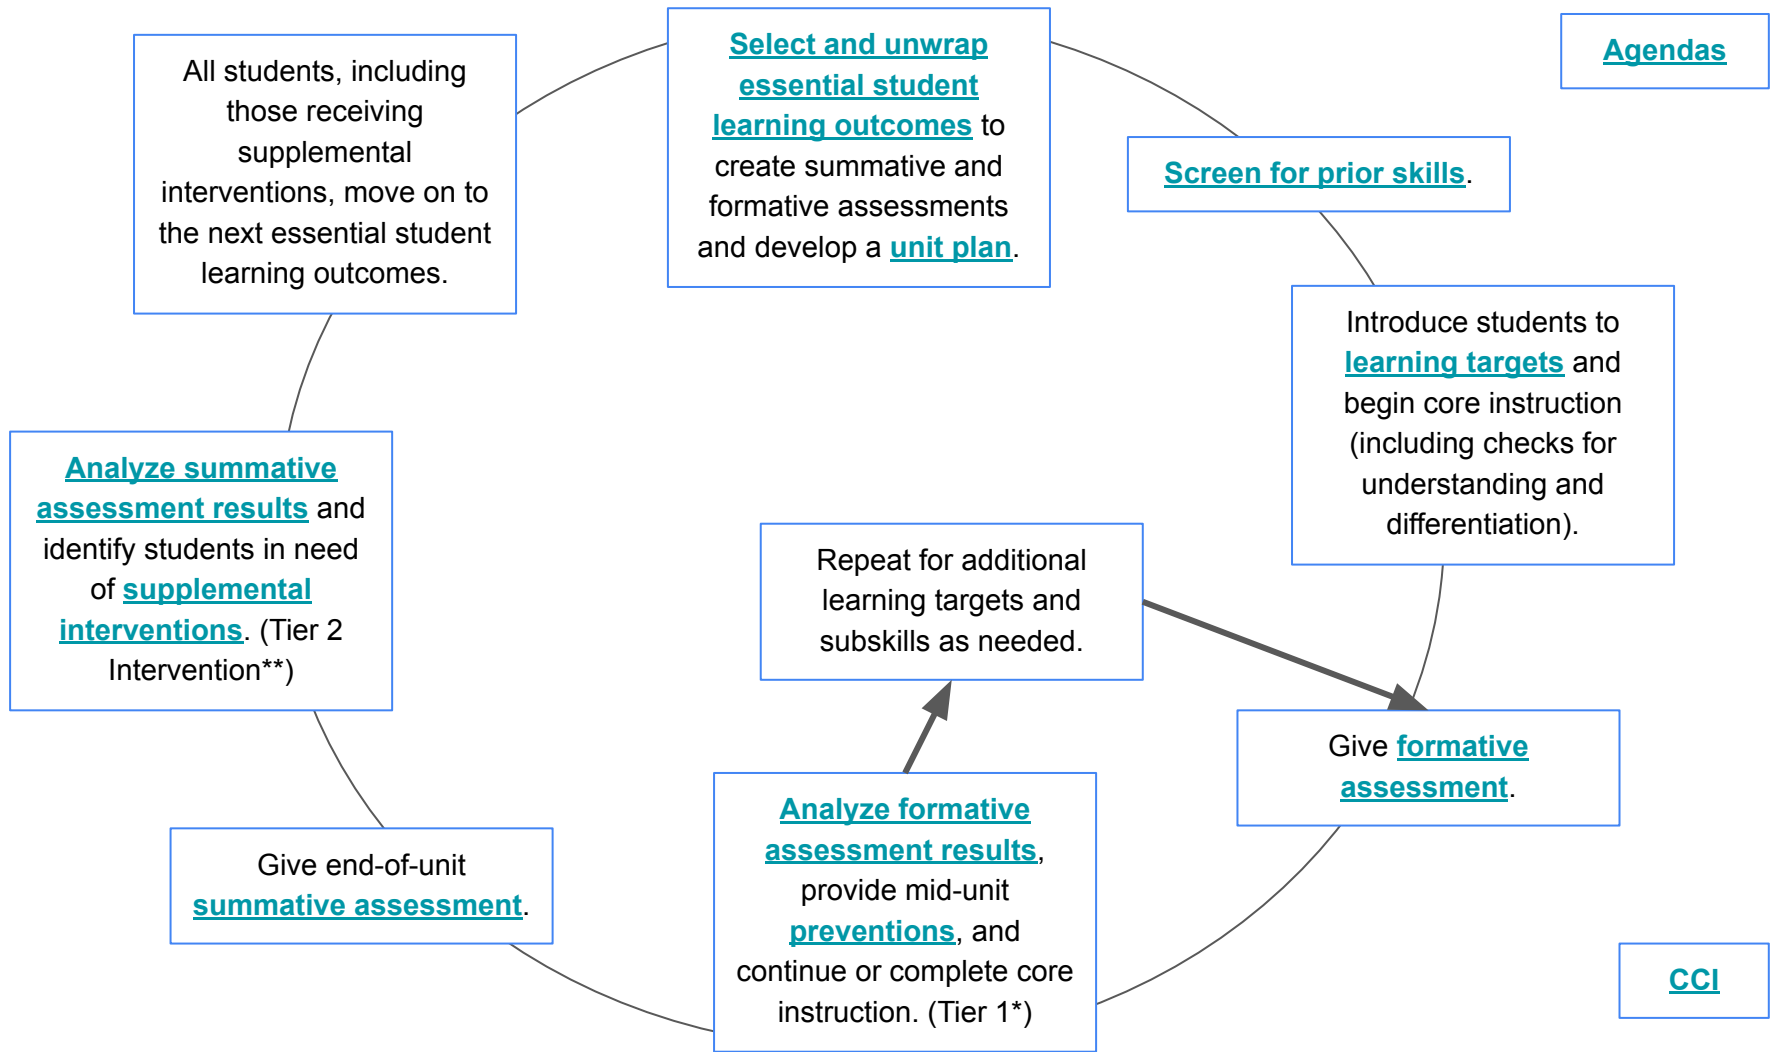 Select and unwrap
essential student
learning outcomes to
create summative and
formative assessments
and develop a unit plan.
Agendas
Screen for prior skills.
Introduce students to
learning targets and
begin core instruction
(including checks for
understanding and
differentiation).
Give formative
assessment.
Analyze formative
assessment results,
provide mid-unit
preventions, and
continue or complete core
instruction. (Tier 1*)
Repeat for additional
learning targets and
subskills as needed.
Give end-of-unit
summative assessment.
Analyze summative
assessment results and
identify students in need
of supplemental
interventions. (Tier 2
Intervention**)
All students, including
those receiving
supplemental
interventions, move on to
the next essential student
learning outcomes.
CCI